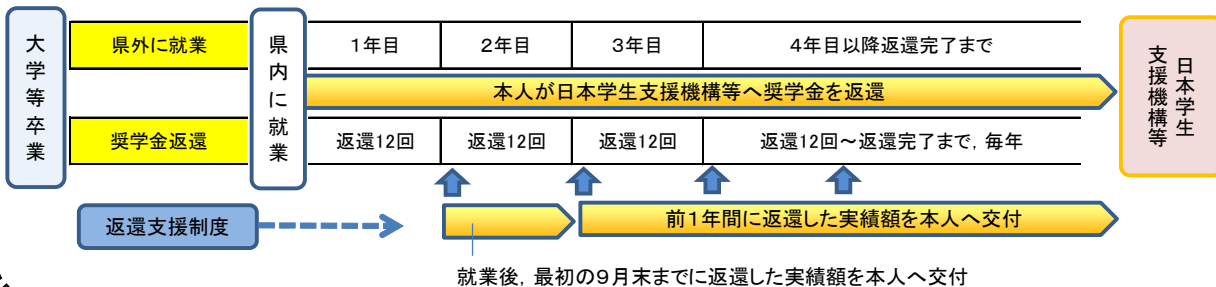 大学等卒業
県外に就業
県内に就業
1年目
2年目
3年目
4年目以降返還完了まで
本人が日本学生支援機構等へ奨学金を返還
日本学生
支援機構等
奨学金返還
返還12回
返還12回
返還12回
返還12回～返還完了まで，毎年
返還支援制度
前1年間に返還した実績額を本人へ交付
就業後，最初の9月末までに返還した実績額を本人へ交付